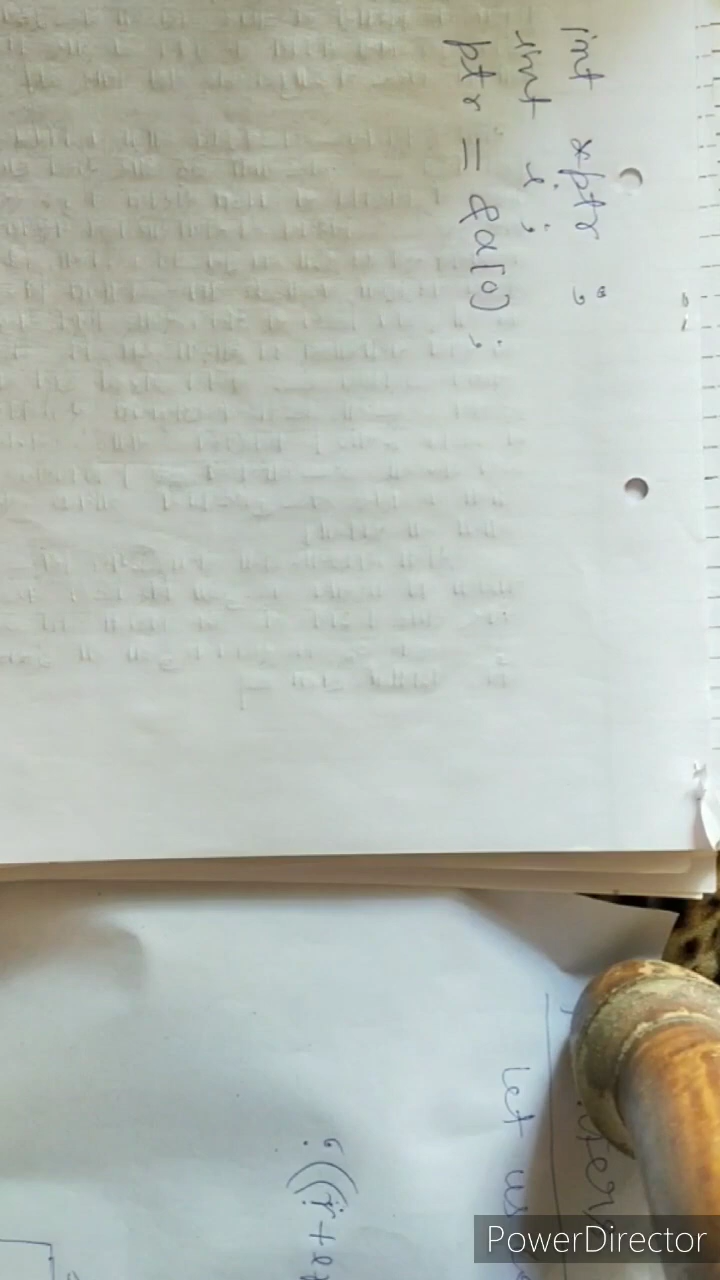 int *ptr ;
int i ;
ptr = &a[0] ;
let us
PowerDirector